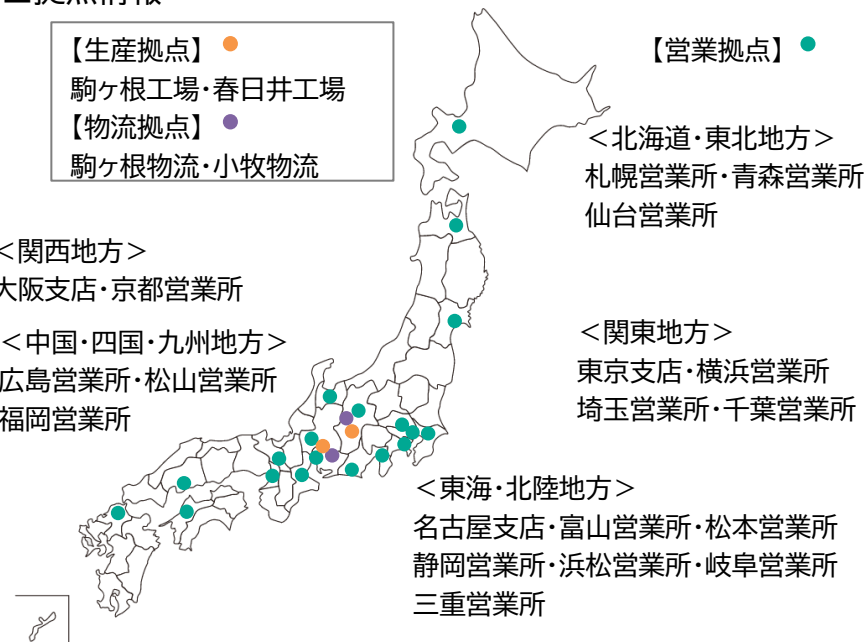 【生産拠点】
駒ヶ根工場・春日井工場
【物流拠点】
駒ヶ根物流・小牧物流
【営業拠点】
＜北海道・東北地方＞
札幌営業所・青森営業所
仙台営業所
＜関西地方＞
大阪支店・京都営業所
＜中国・四国・九州地方＞
広島営業所・松山営業所
福岡営業所
＜関東地方＞
東京支店・横浜営業所
埼玉営業所・千葉営業所
＜東海・北陸地方＞
名古屋支店・富山営業所・松本営業所
静岡営業所・浜松営業所・岐阜営業所
三重営業所